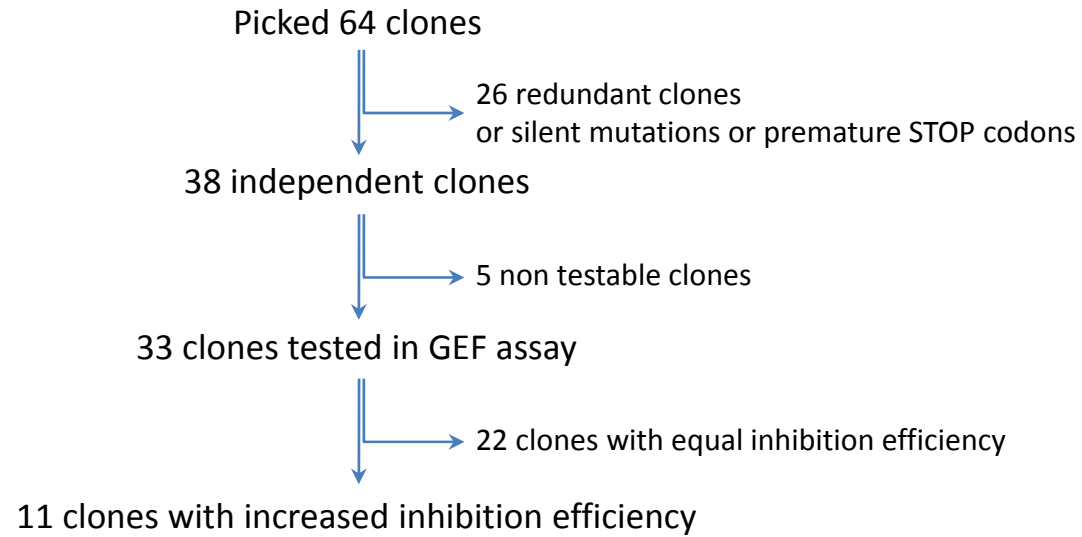 Picked 64 clones
26 redundant clones
or silent mutations or premature STOP codons
38 independent clones
5 non testable clones
33 clones tested in GEF assay
22 clones with equal inhibition efficiency
11 clones with increased inhibition efficiency